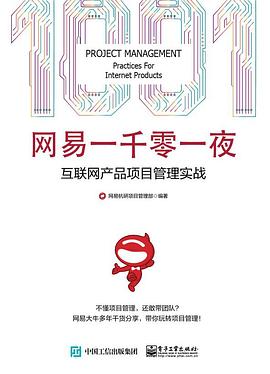 1001
PROJECT MANAGEMENT
Practices For
Internet Products
网易一千零一夜
互联网产品项目管理实战
网易杭研项目管理部◎编著
不懂项目管理，还敢带团队？
网易大牛多年干货分享，带你玩转项目管理！
中国工信出版集团
电子工业出版社